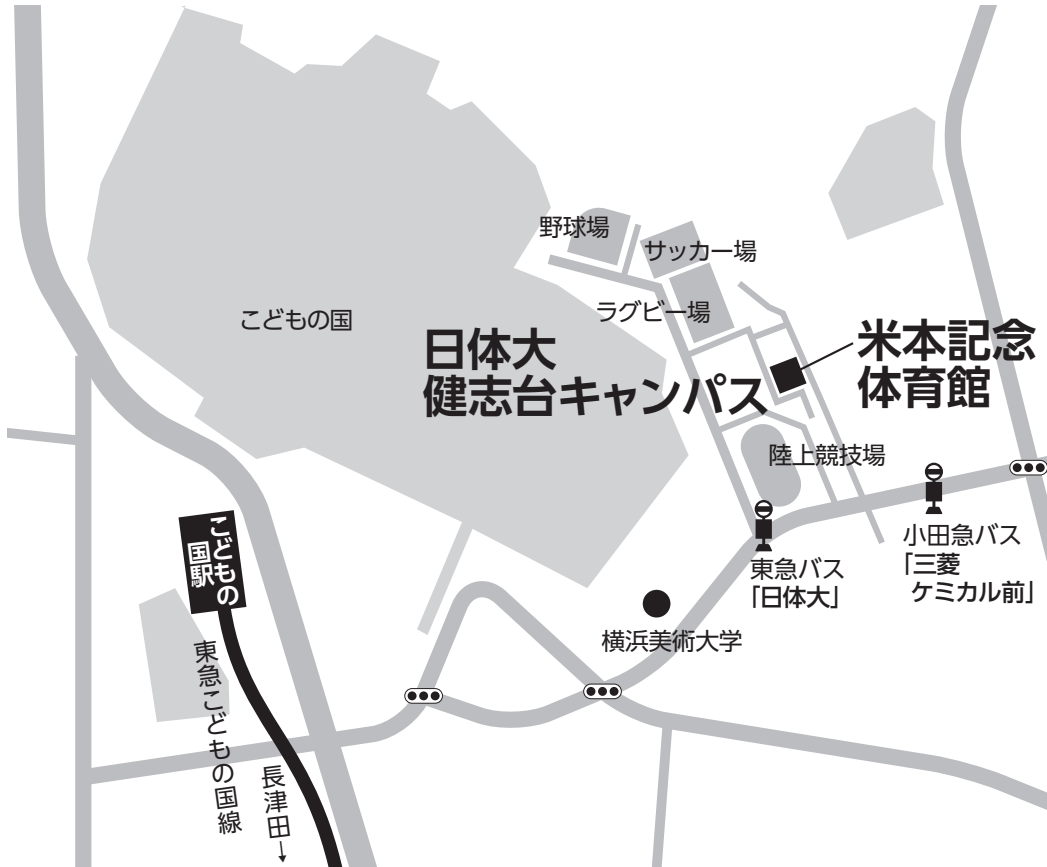 野球場
サッカー場
こどもの国
ラグビー場
日体大
健志台キャンパス
米本記念
体育館
陸上競技場
こどもの
国駅
小田急バス
「三菱
ケミカル前」
東急バス
「日体大」
横浜美術大学
東急こどもの国線
長津田→